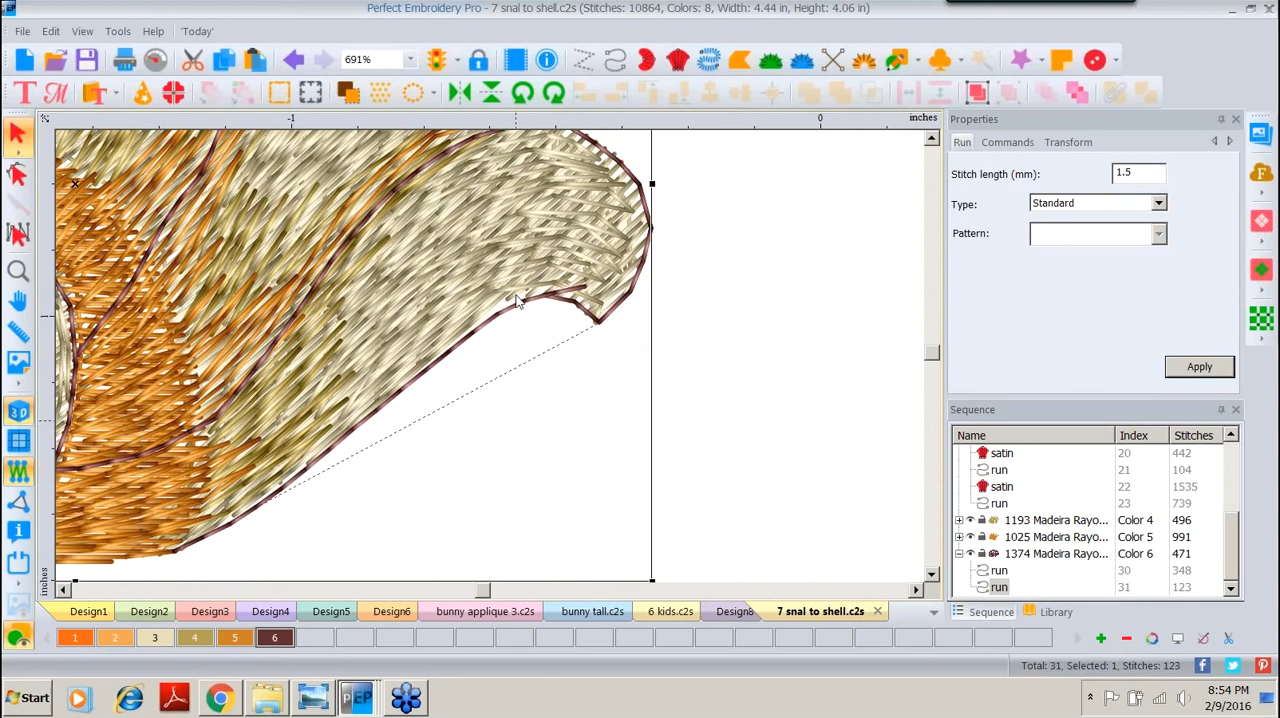 Perfect Embroidery Pro - 7 snal to shell.c2s (Stitches: 10864, Colors: 8, Width: 4.44 in, Height: 4.06 in)
File Edit View Tools Help 'Today'
691%
-1 0 inches
Properties
Run Commands Transform
Stitch length (mm): 1.5
Type: Standard
Pattern:
Apply
Sequence
Name Index Stitches
satin 20 442
run 21 104
satin 22 1535
run 23 739
1193 Madeira Rayo... Color 4 496
1025 Madeira Rayo... Color 5 991
1374 Madeira Rayo... Color 6 471
run 30 348
run 31 123
inches
Design1 Design2 Design3 Design4 Design5 Design6 bunny applique 3.c2s bunny tall.c2s 6 kids.c2s Design8 7 snal to shell.c2s
Sequence Library
1 2 3 4 5 6
Total: 31, Selected: 1, Stitches: 123
Start
pEP
8:54 PM
2/9/2016